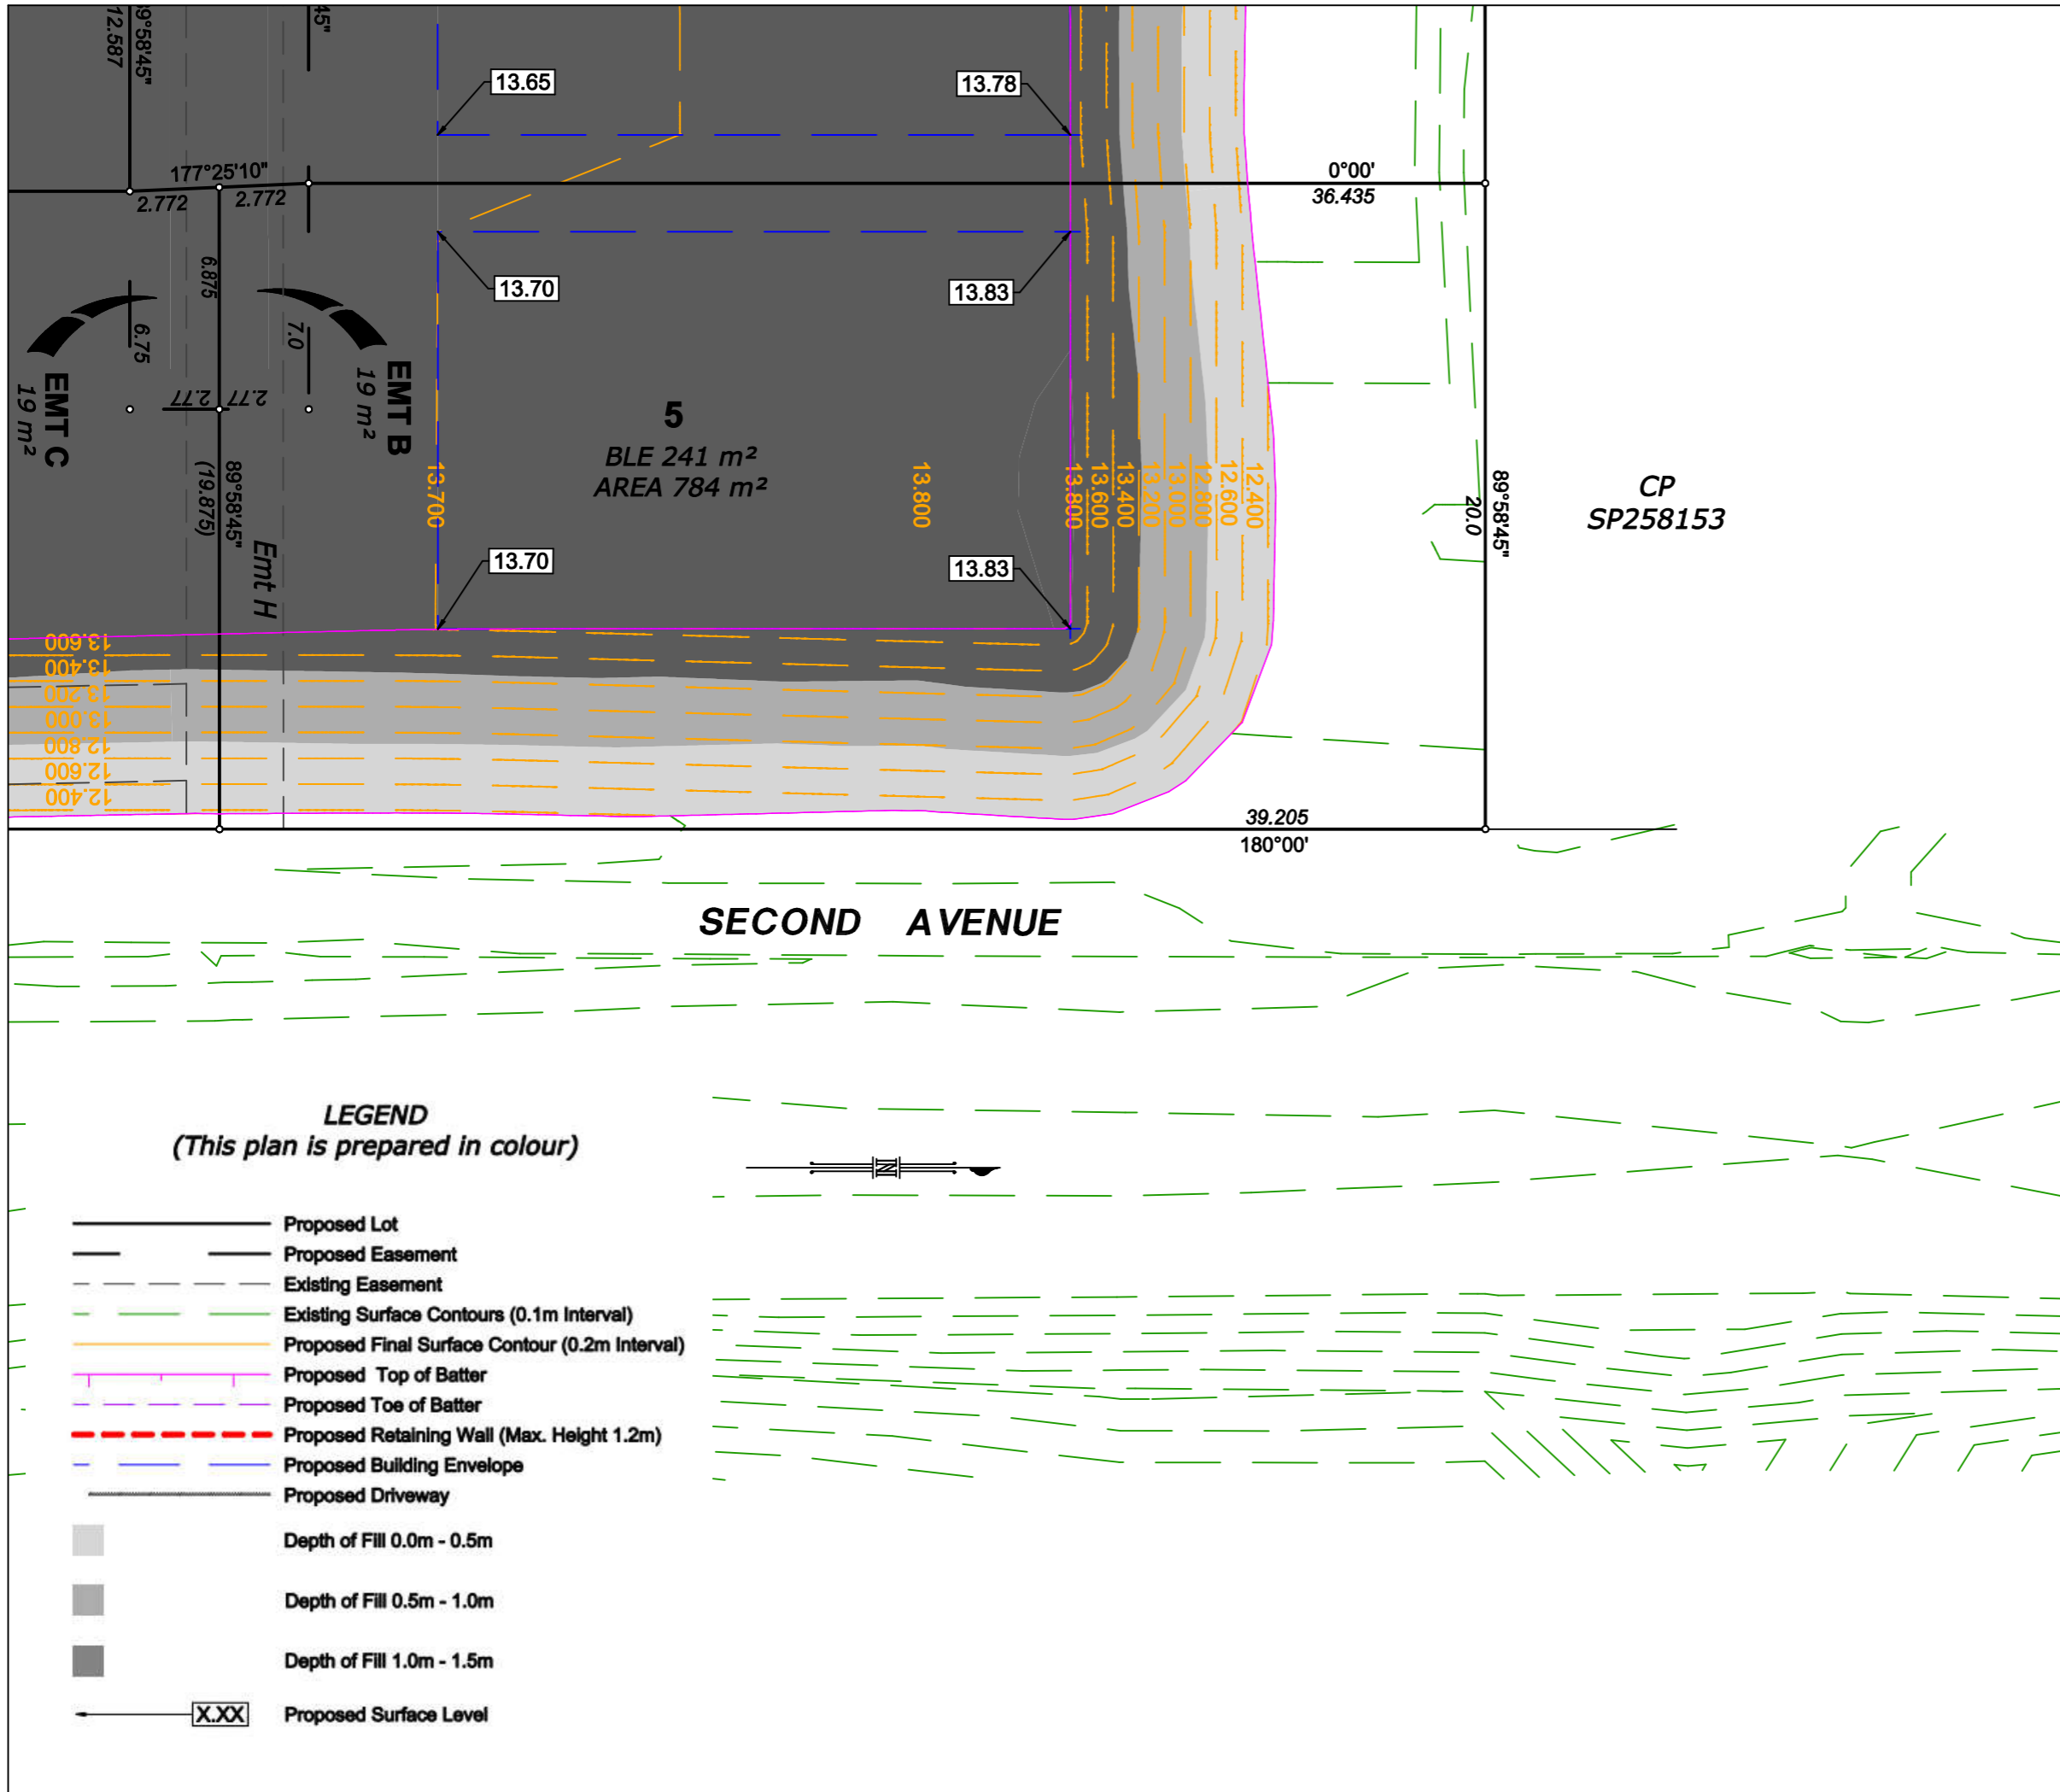 89°58'45"
12.587
45"
13.65
13.78
177°25'10"
2.772
2.772
0°00'
36.435
6.875
13.70
13.83
6.75
7.0
EMT C
19 m²
EMT B
19 m²
2.77
2.77
5
BLE 241 m²
AREA 784 m²
89°58'45"
(19.875)
Emt H
13.700
13.800
13.800
13.600
13.400
13.200
13.000
12.800
12.600
12.400
89°58'45"
20.0
CP
SP258153
13.70
13.83
13.600
13.400
13.200
13.000
12.800
12.600
12.400
39.205
180°00'
SECOND AVENUE
LEGEND
(This plan is prepared in colour)
N
Proposed Lot
Proposed Easement
Existing Easement
Existing Surface Contours (0.1m Interval)
Proposed Final Surface Contour (0.2m Interval)
Proposed Top of Batter
Proposed Toe of Batter
Proposed Retaining Wall (Max. Height 1.2m)
Proposed Building Envelope
Proposed Driveway
Depth of Fill 0.0m - 0.5m
Depth of Fill 0.5m - 1.0m
Depth of Fill 1.0m - 1.5m
X.XX Proposed Surface Level